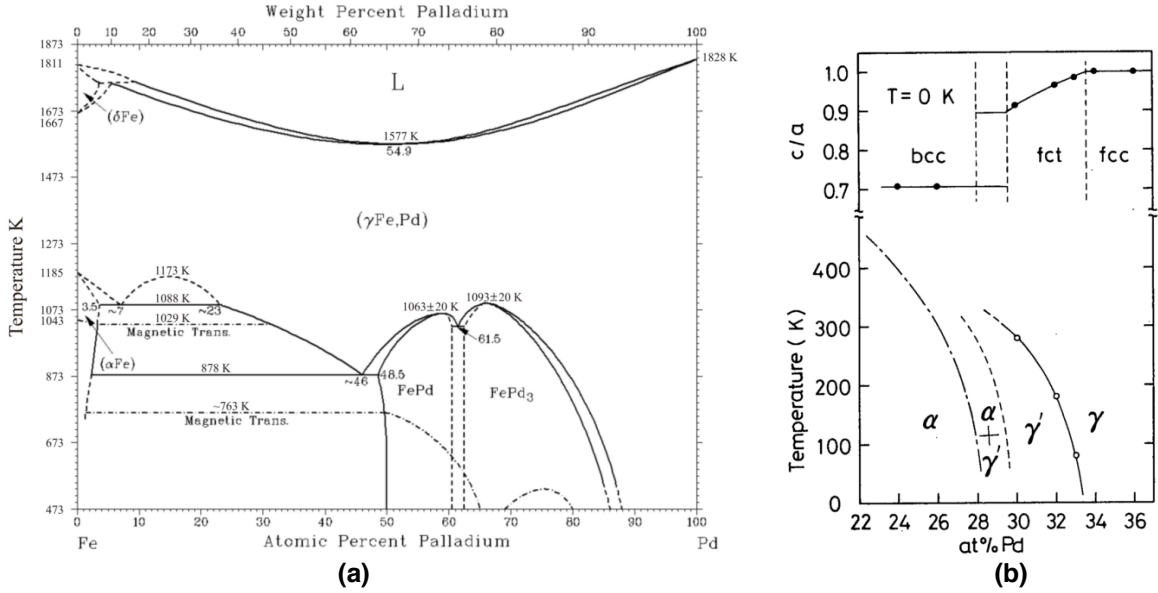 Weight Percent Palladium
0 10 20 30 40 50 60 70 80 90 100
1873
1811
1673
1667
1473
1273
1185
1073
1043
873
673
473
Temperature K
L
1828 K
(δFe)
1577 K
54.9
(γFe,Pd)
1173 K
1088 K
3.5
~7
~23
1029 K
Magnetic Trans.
(αFe)
1063±20 K
1093±20 K
61.5
878 K
~46
48.5
FePd
FePd3
~763 K
Magnetic Trans.
0 10 20 30 40 50 60 70 80 90 100
Fe
Atomic Percent Palladium
Pd
(a)
c/a
1.0
0.9
0.8
0.7
T=0 K
bcc
fct
fcc
Temperature (K)
400
300
200
100
0
α
α
+
γ'
γ'
γ
22 24 26 28 30 32 34 36
at%Pd
(b)